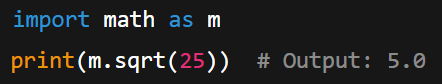 import math as m
print(m.sqrt(25))  # Output: 5.0